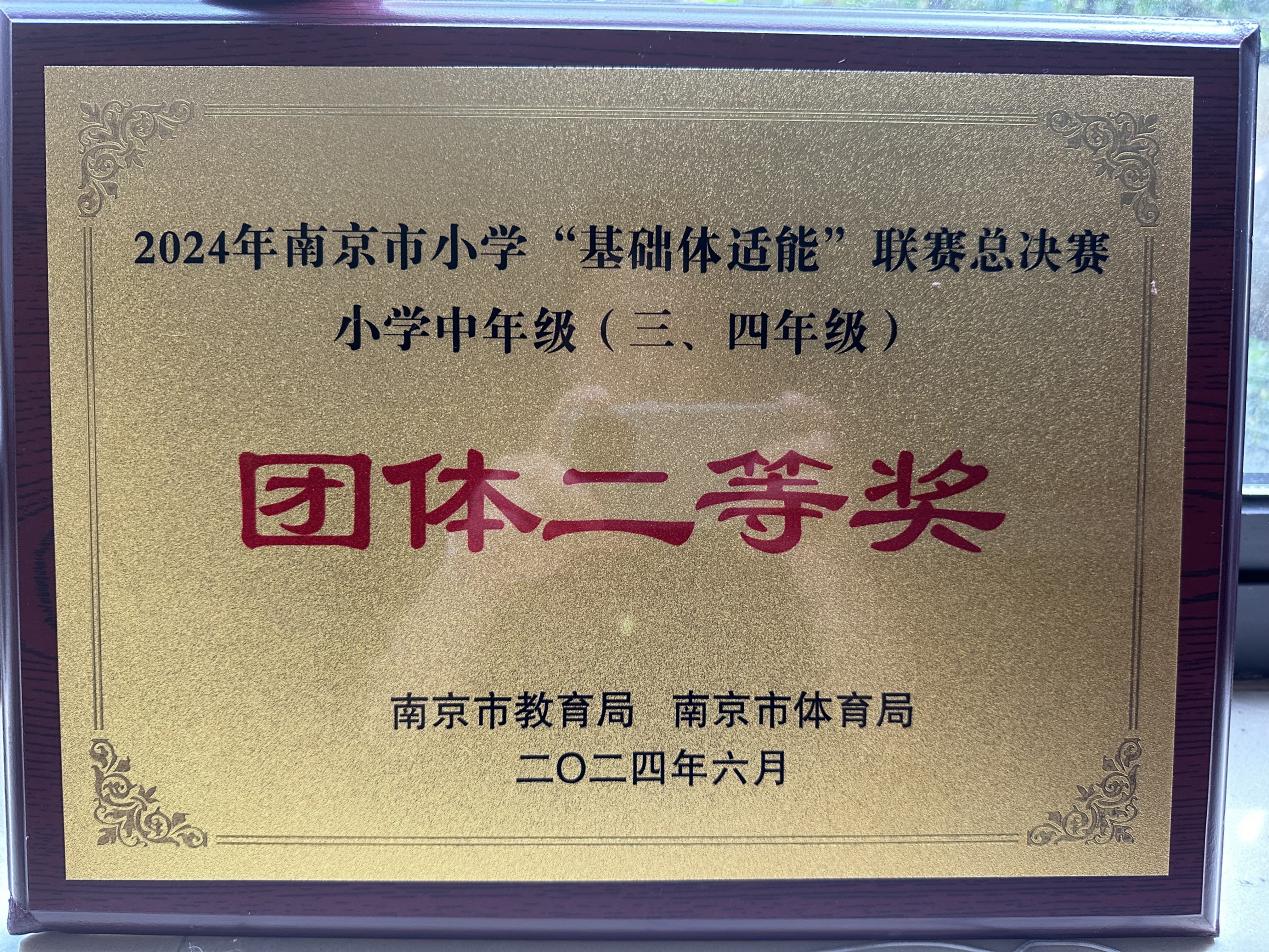 2024年南京市小学“基础体适能”联赛总决赛
小学中年级（三、四年级）
团体二等奖
南京市教育局 南京市体育局
二〇二四年六月